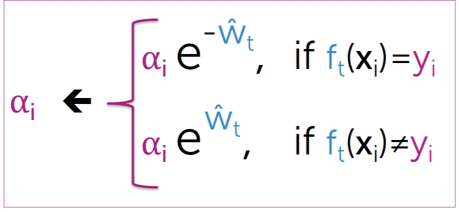 αᵢ e^(-ŵₜ), if fₜ(xᵢ)=yᵢ
αᵢ ←
αᵢ e^(ŵₜ), if fₜ(xᵢ)≠yᵢ